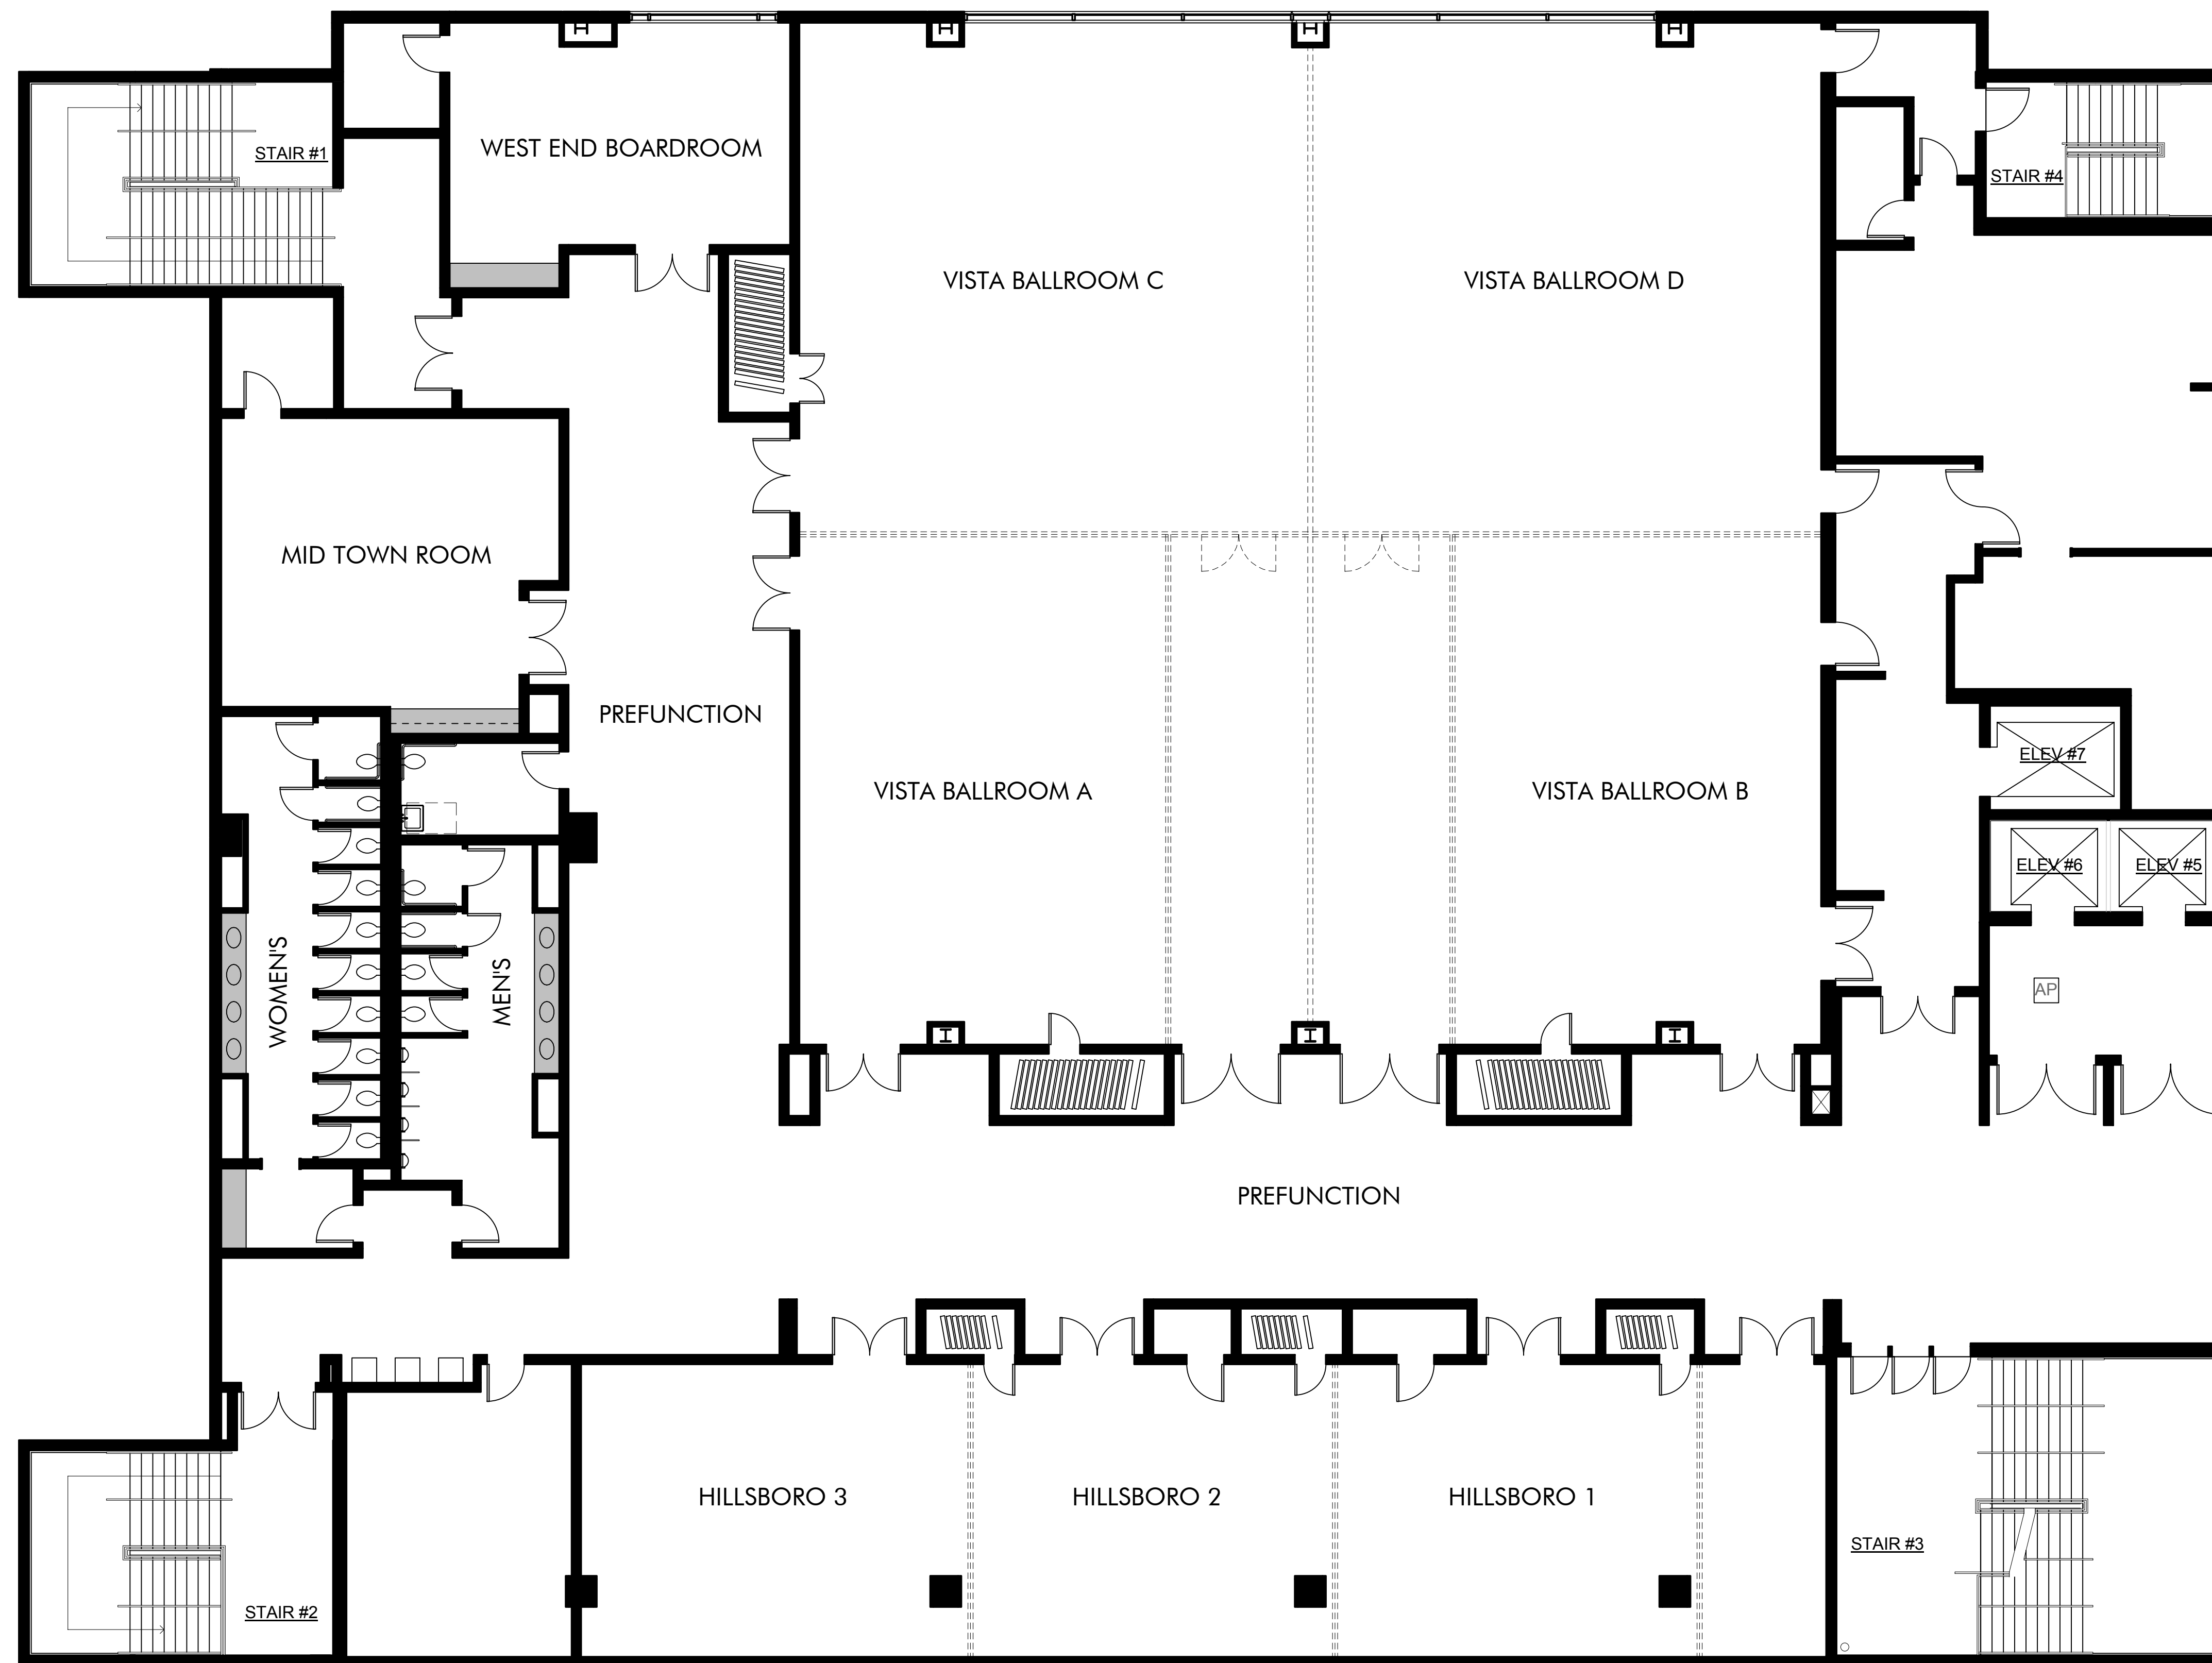 WEST END BOARDROOM
STAIR #1
STAIR #4
VISTA BALLROOM C
VISTA BALLROOM D
MID TOWN ROOM
PREFUNCTION
ELEV #7
VISTA BALLROOM A
VISTA BALLROOM B
ELEV #6
ELEV #5
WOMEN'S
MEN'S
AP
PREFUNCTION
HILLSBORO 3
HILLSBORO 2
HILLSBORO 1
STAIR #3
STAIR #2